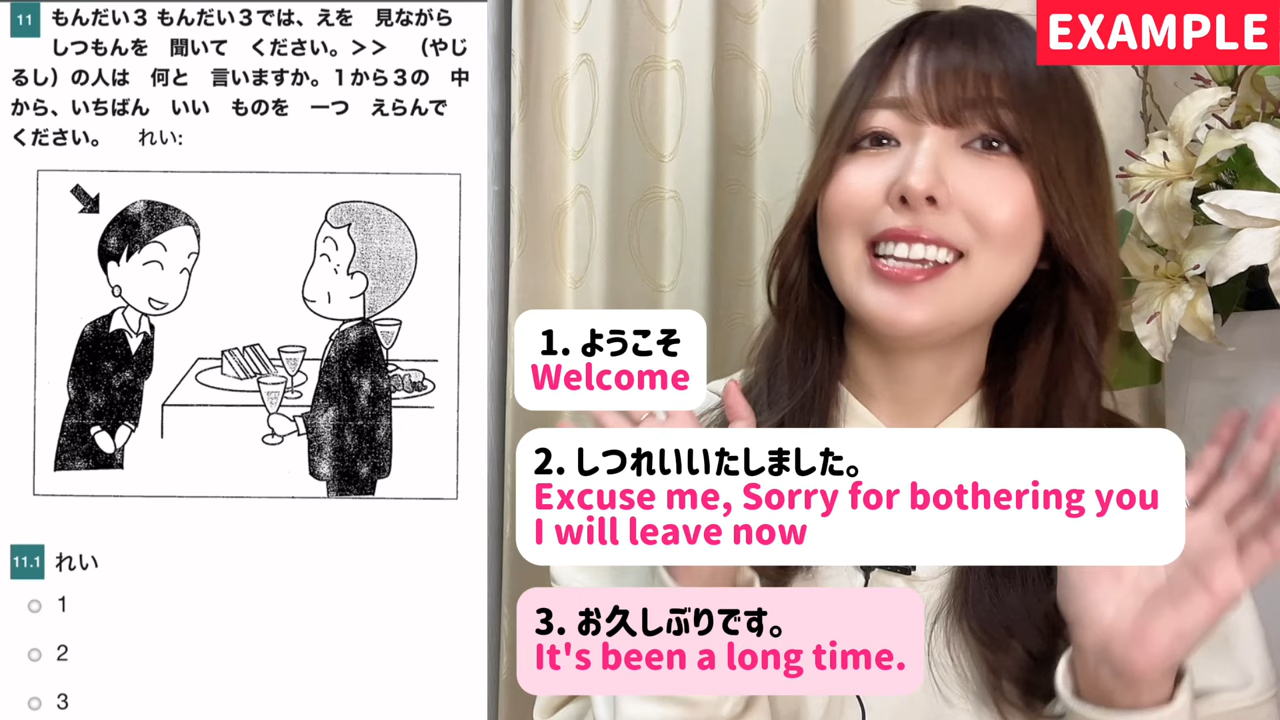 11
もんだい３ もんだい３では、えを　見ながら
しつもんを　聞いて　ください。＞＞　（やじ
るし）の人は　何と　言いますか。１から３の　中
から、いちばん　いい　ものを　一つ　えらんで
ください。　れい:
11.1 れい
1
2
3
EXAMPLE
1. ようこそ
Welcome
2. しつれいいたしました。
Excuse me, Sorry for bothering you
I will leave now
3. お久しぶりです。
It's been a long time.